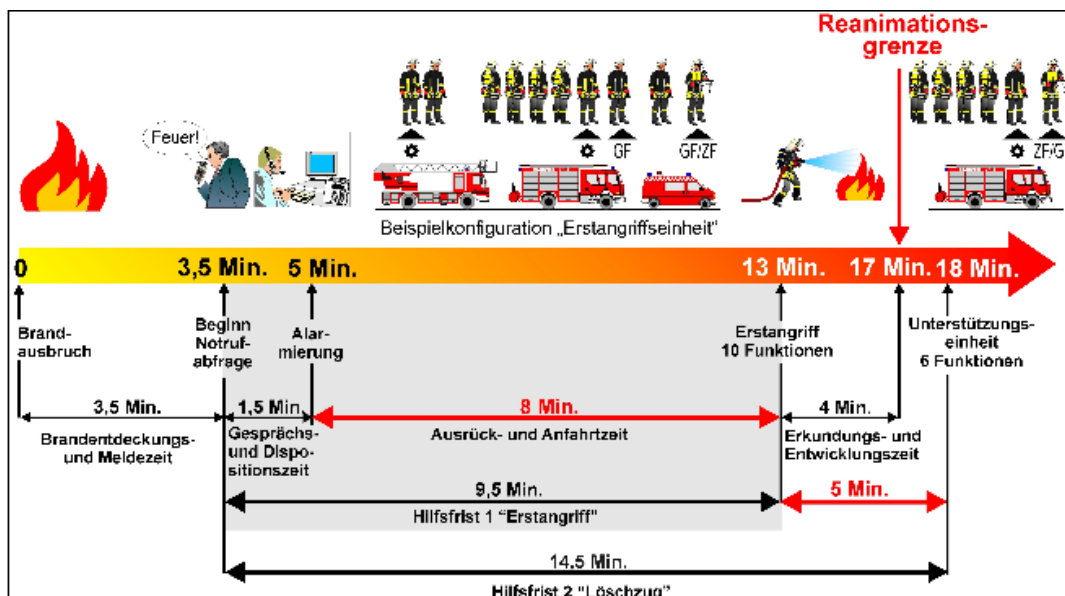 Reanimations-
grenze
Feuer!
GF
GF/ZF
ZF/G
Beispielkonfiguration „Erstangriffseinheit"
0
3,5 Min.
5 Min.
13 Min.
17 Min.
18 Min.
Brand-
ausbruch
Beginn
Notruf-
abfrage
Alar-
mierung
Erstangriff
10 Funktionen
Unterstützungs-
einheit
6 Funktionen
3,5 Min.
1,5 Min.
8 Min.
4 Min.
Brandentdeckungs-
und Meldezeit
Gesprächs-
und Dispo-
sitionszeit
Ausrück- und Anfahrtzeit
Erkundungs- und
Entwicklungszeit
9,5 Min.
5 Min.
Hilfsfrist 1 "Erstangriff"
14.5 Min.
Hilfsfrist 2 "Löschzug"